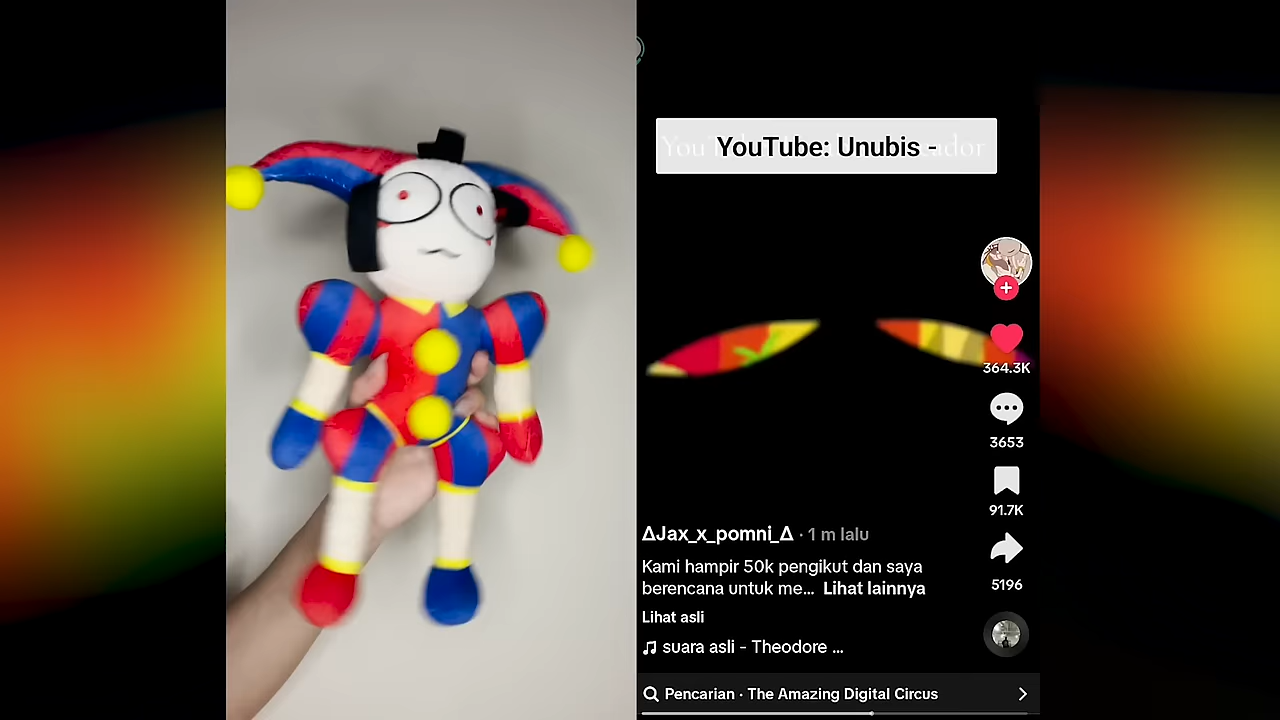 YouTube: Unubis -
364.3K
3653
91.7K
5196
ΔJax_x_pomni_Δ · 1 m lalu
Kami hampir 50k pengikut dan saya
berencana untuk me... Lihat lainnya
Lihat asli
suara asli - Theodore ...
Pencarian · The Amazing Digital Circus